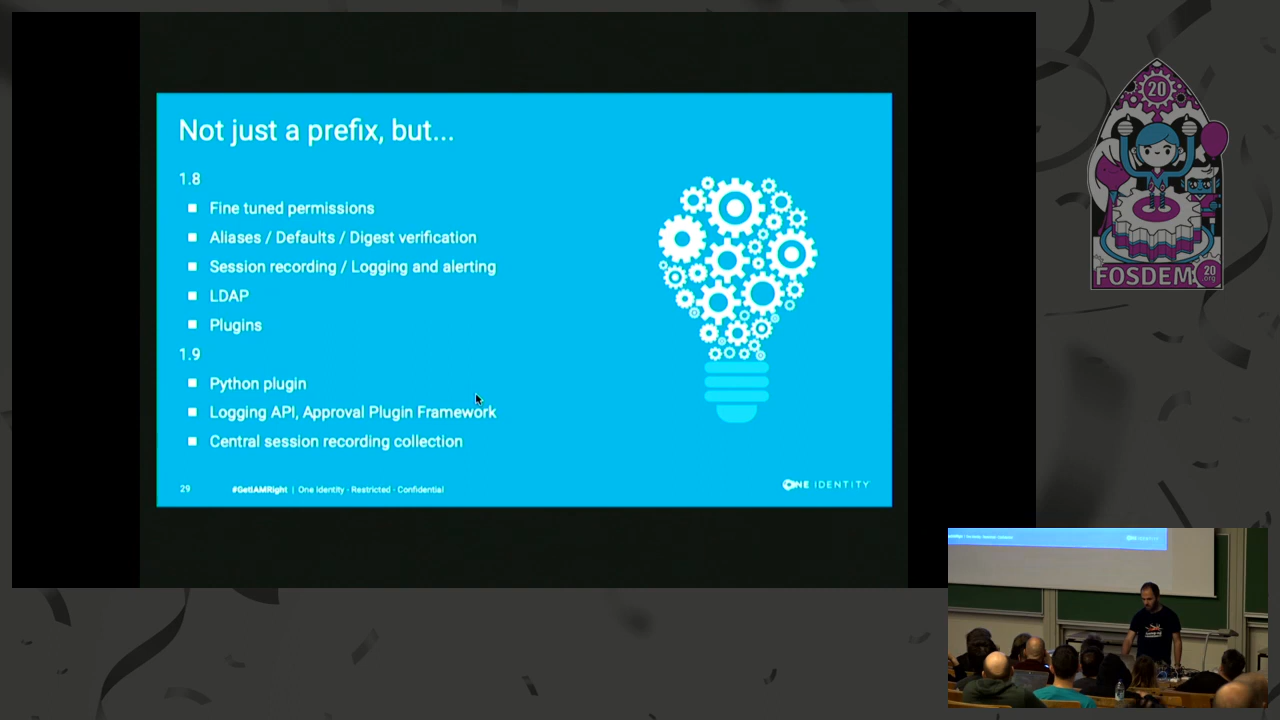 Not just a prefix, but...
1.8
Fine tuned permissions
Aliases / Defaults / Digest verification
Session recording / Logging and alerting
LDAP
Plugins
1.9
Python plugin
Logging API, Approval Plugin Framework
Central session recording collection
29
#GetIAMRight | One Identity - Restricted - Confidential
ONE IDENTITY
20
FOSDEM
20
.org